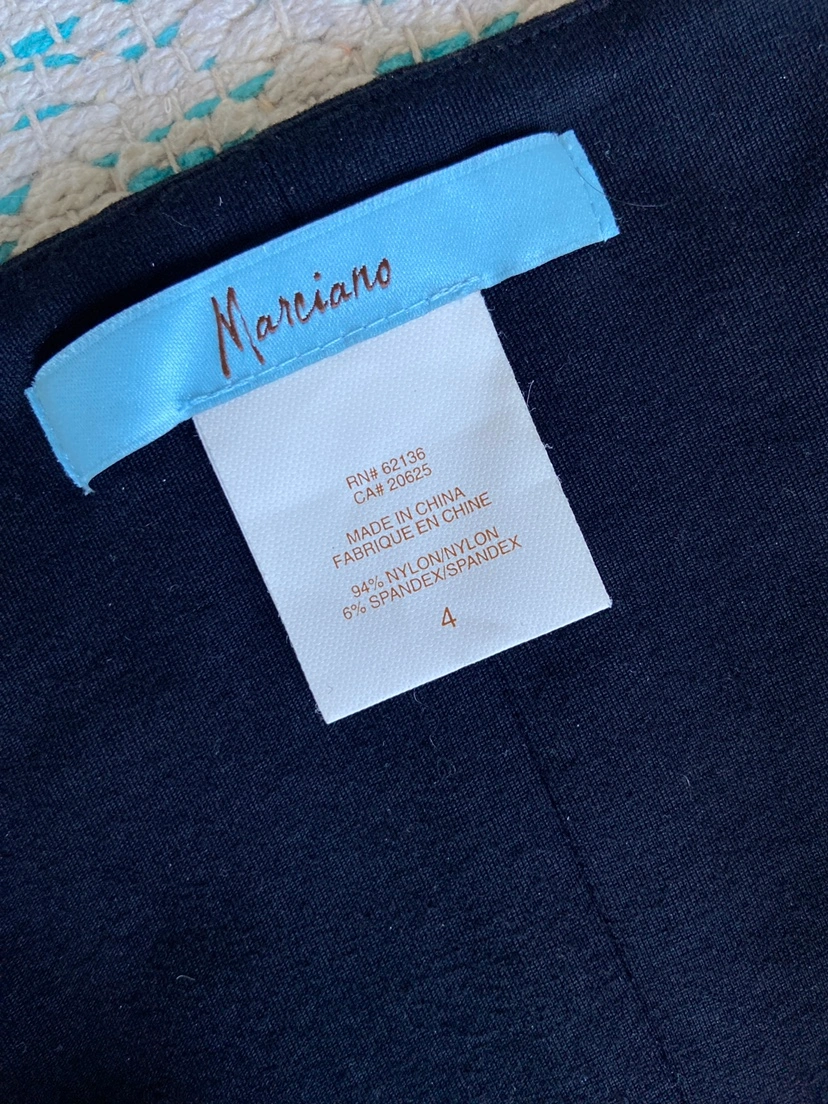 Marciano
RN# 62136
CA# 20625
MADE IN CHINA
FABRIQUE EN CHINE
94% NYLON/NYLON
6% SPANDEX/SPANDEX
4